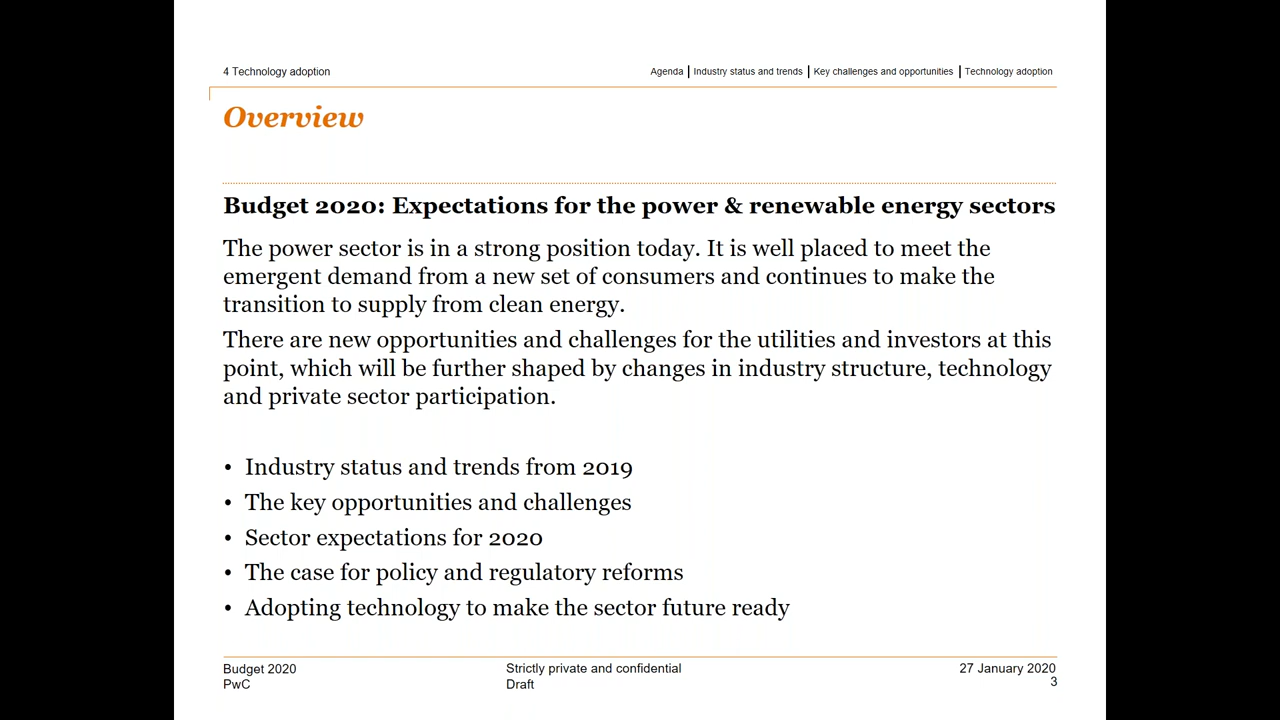 4 Technology adoption
Agenda | Industry status and trends | Key challenges and opportunities | Technology adoption
Overview
Budget 2020: Expectations for the power & renewable energy sectors
The power sector is in a strong position today. It is well placed to meet the
emergent demand from a new set of consumers and continues to make the
transition to supply from clean energy.
There are new opportunities and challenges for the utilities and investors at this
point, which will be further shaped by changes in industry structure, technology
and private sector participation.
• Industry status and trends from 2019
• The key opportunities and challenges
• Sector expectations for 2020
• The case for policy and regulatory reforms
• Adopting technology to make the sector future ready
Budget 2020
PwC
Strictly private and confidential
Draft
27 January 2020
3